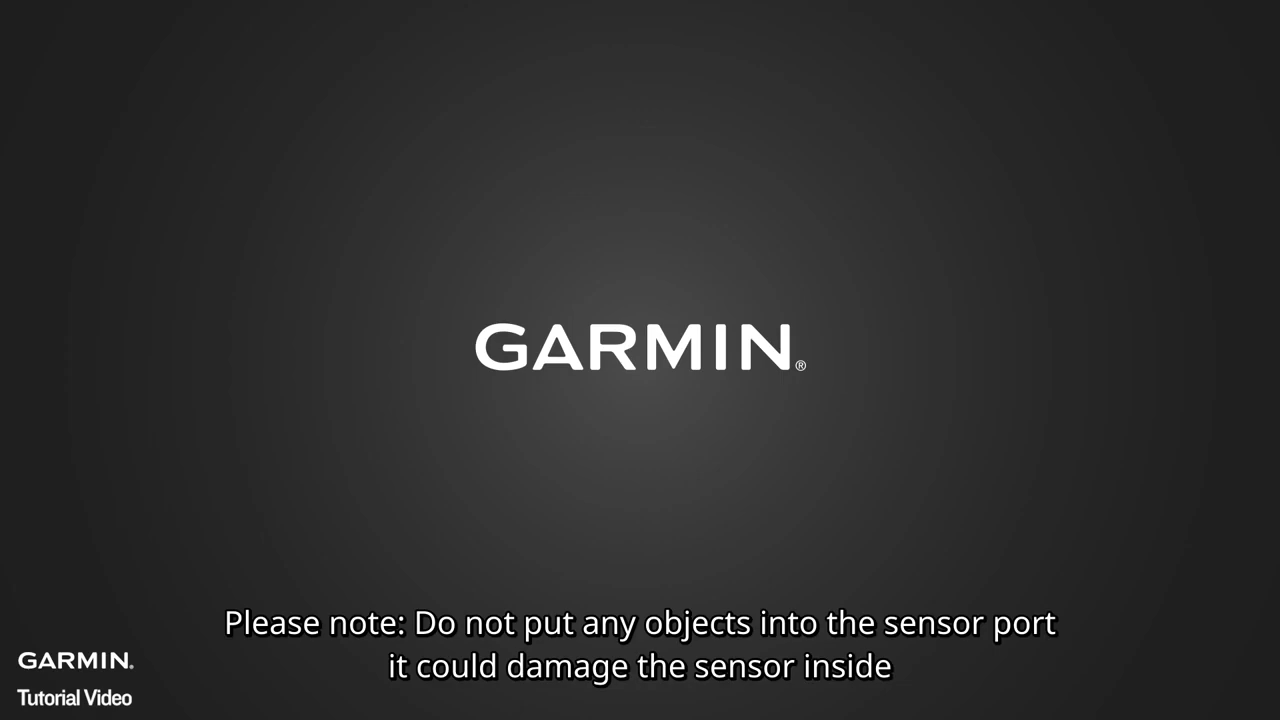 GARMIN®
Please note: Do not put any objects into the sensor port
it could damage the sensor inside
GARMIN®
Tutorial Video